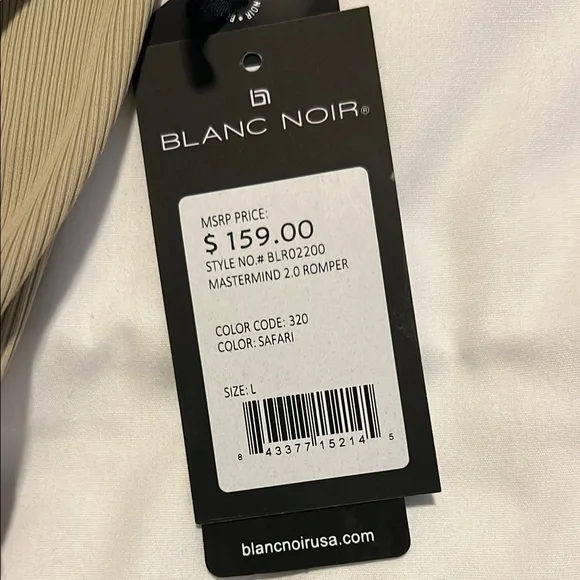 NOIR
BLANC NOIR®
MSRP PRICE:
$ 159.00
STYLE NO.# BLR02200
MASTERMIND 2.0 ROMPER
COLOR CODE: 320
COLOR: SAFARI
SIZE: L
8 43377 15214 5
blancnoirusa.com